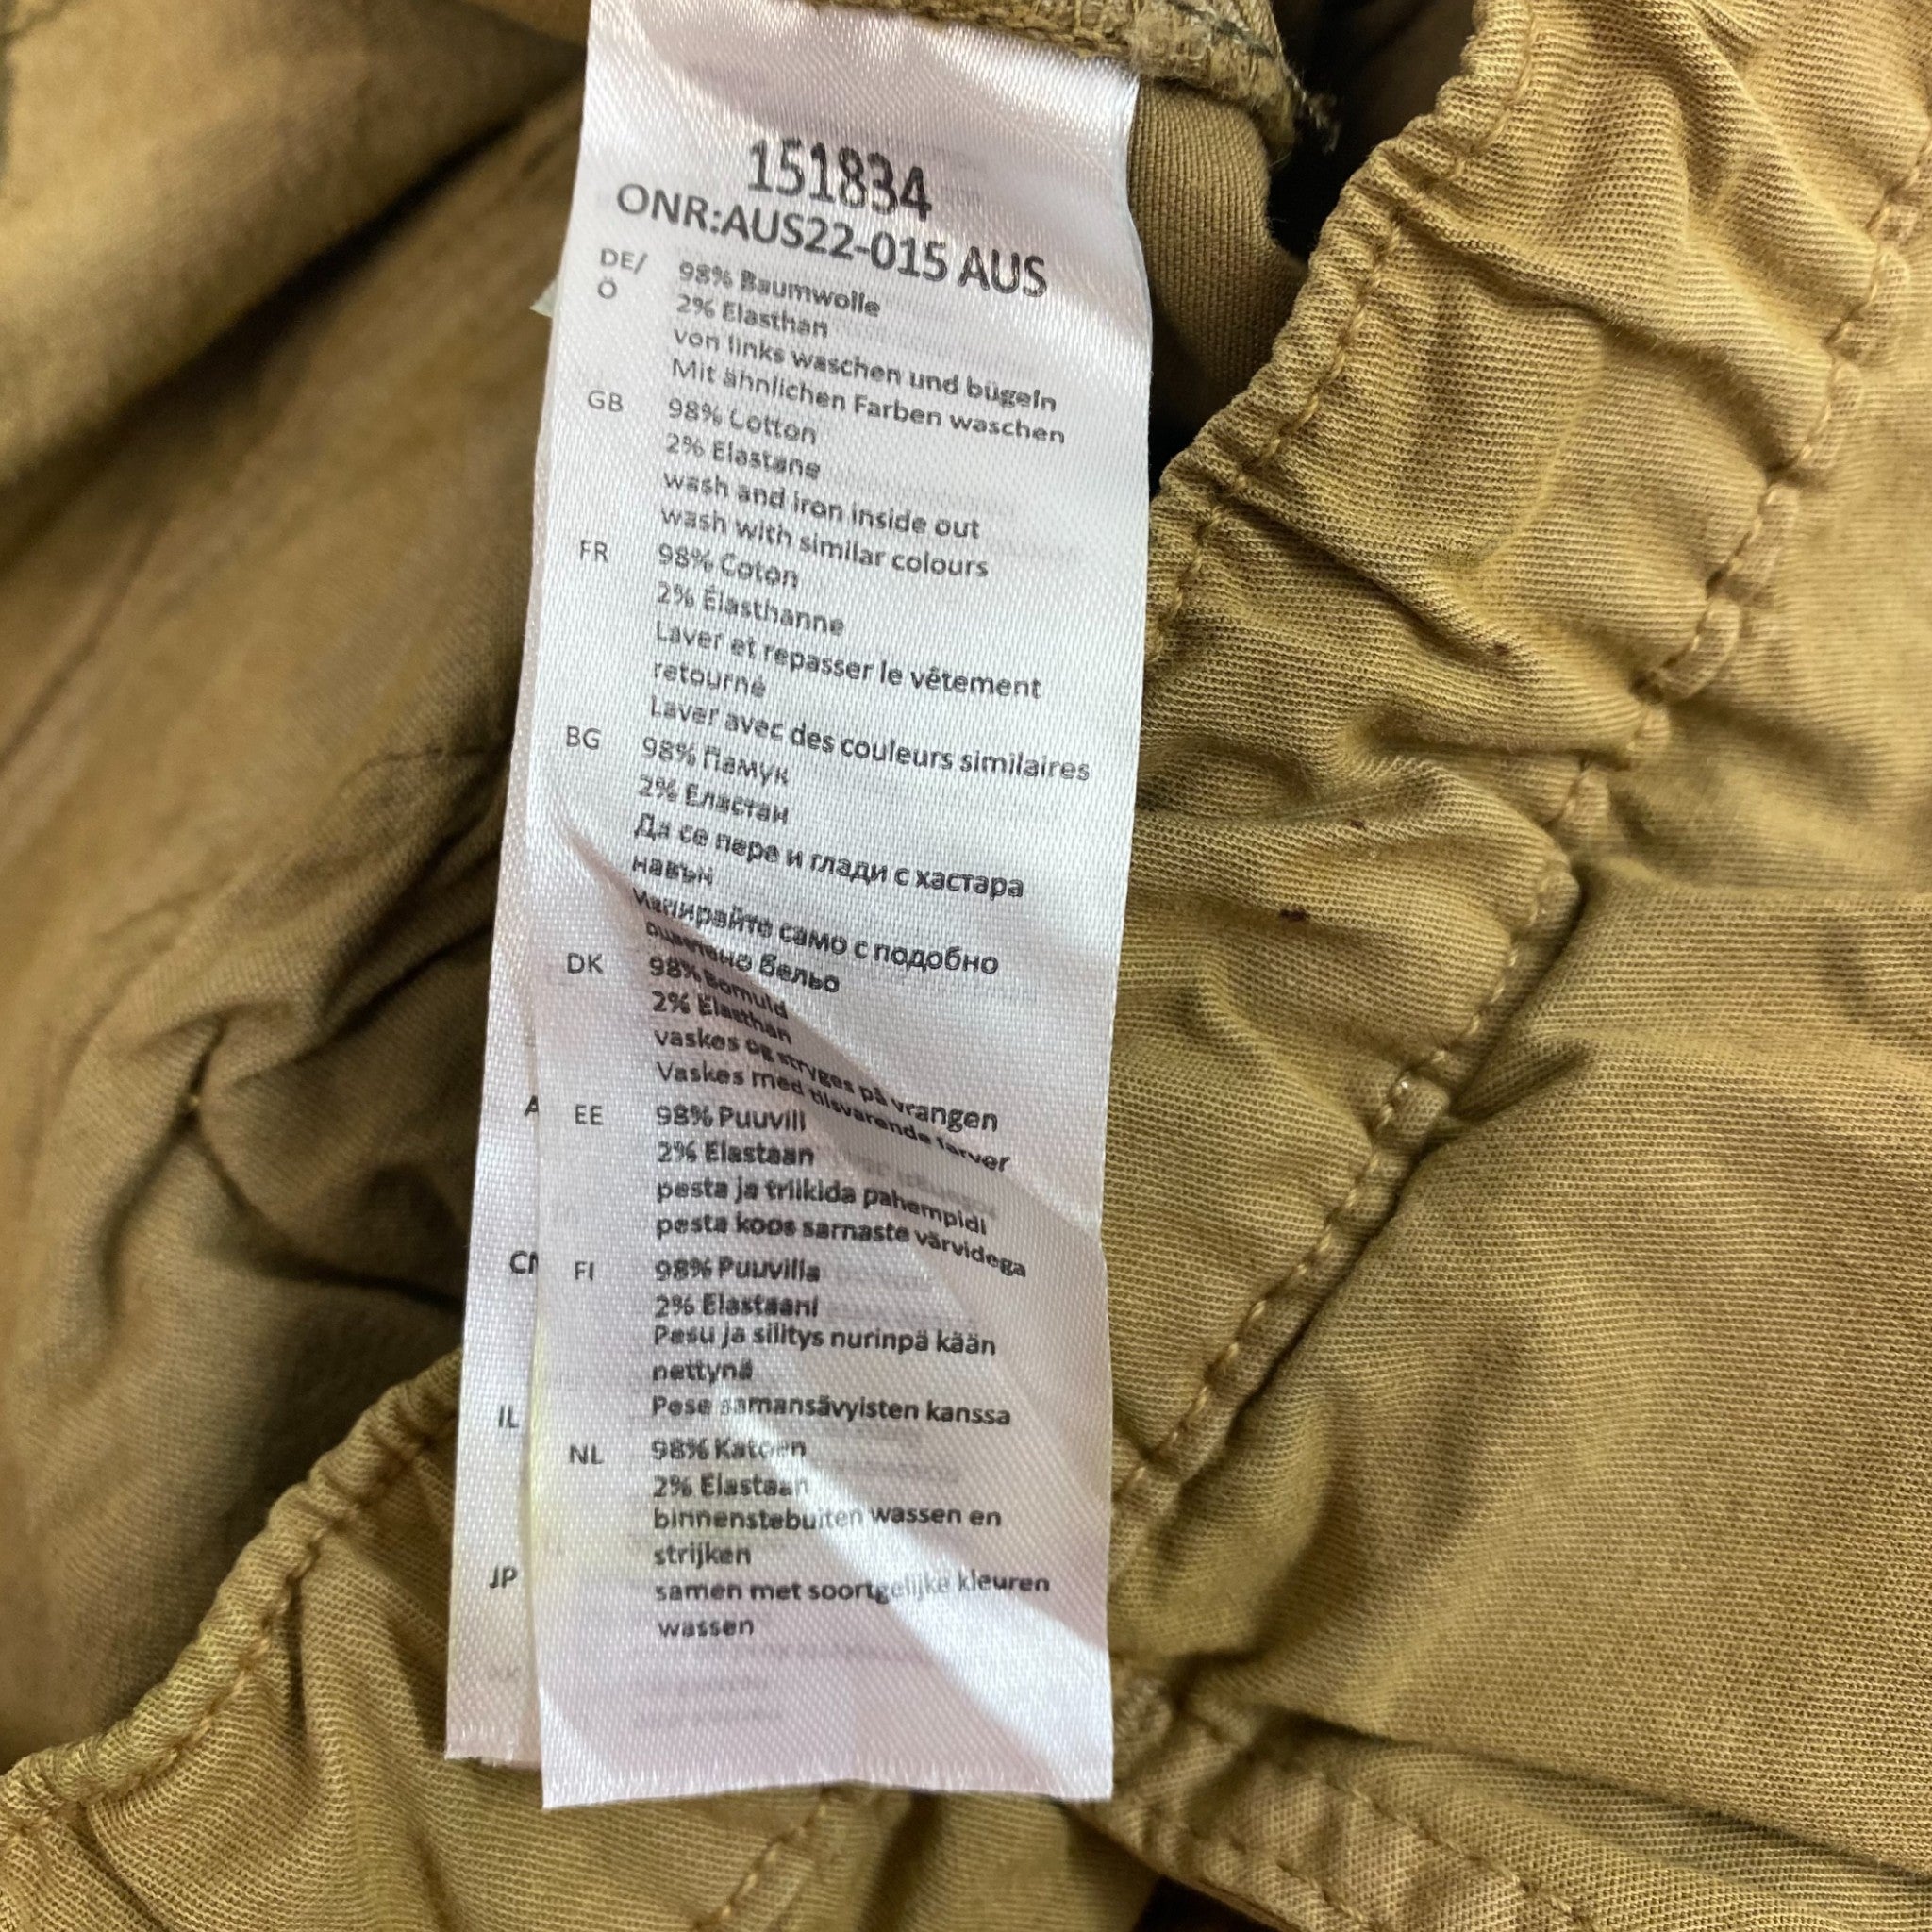 151834
ONR:AUS22-015 AUS
DE/ 98% Baumwolle
Ö 2% Elasthan
von links waschen und bügeln
Mit ähnlichen Farben waschen
GB 98% Cotton
2% Elastane
wash and iron inside out
wash with similar colours
FR 98% Coton
2% Élasthanne
Laver et repasser le vêtement
retourné
Laver avec des couleurs similaires
BG 98% Памук
2% Еластан
Да се пере и глади с хастара
навън
Изпирайте само с подобно
оцветено бельо
DK 98% Bomuld
2% Elasthan
vaskes og stryges på vrangen
Vaskes med tilsvarende farver
EE 98% Puuvill
2% Elastaan
pesta ja triikida pahempidi
pesta koos sarnaste värvidega
FI 98% Puuvilla
2% Elastaani
Pesu ja silitys nurinpä kään
nettynä
Pese samansävyisten kanssa
NL 98% Katoen
2% Elastaan
binnenstebuiten wassen en
strijken
samen met soortgelijke kleuren
wassen
IL
JP